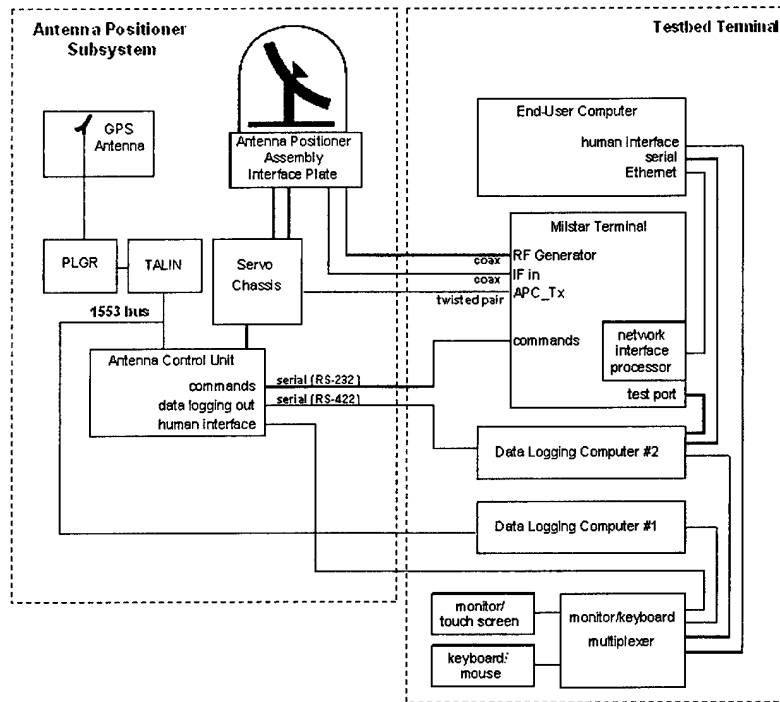 Antenna Positioner
Subsystem
Testbed Terminal
GPS
Antenna
Antenna Positioner
Assembly
Interface Plate
End-User Computer
human interface
serial
Ethernet
PLGR
TALIN
Servo
Chassis
Milstar Terminal
RF Generator
coax
IF in
coax
APC_Tx
twisted pair
1553 bus
commands
network
interface
processor
test port
Antenna Control Unit
commands
serial (RS-232)
data logging out
serial (RS-422)
human interface
Data Logging Computer #2
Data Logging Computer #1
monitor/
touch screen
keyboard/
mouse
monitor/keyboard
multiplexer